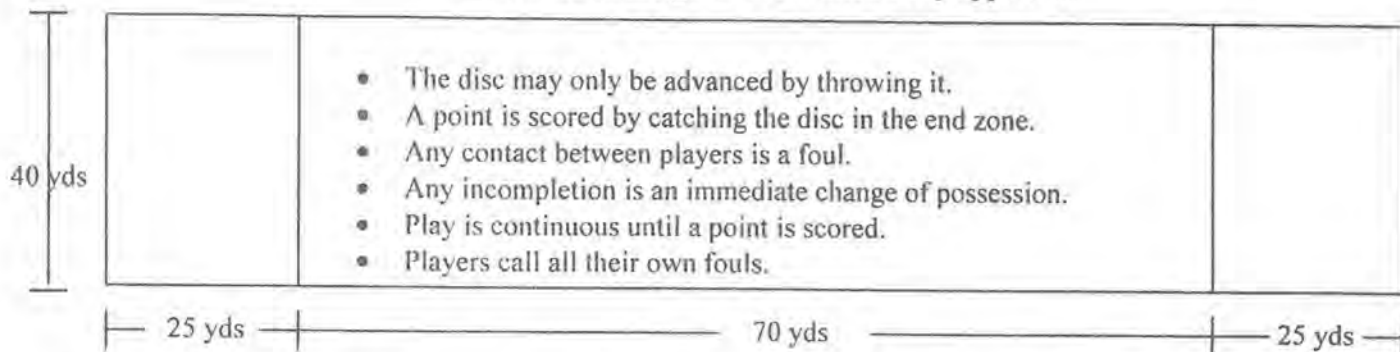 • The disc may only be advanced by throwing it.
• A point is scored by catching the disc in the end zone.
• Any contact between players is a foul.
40 yds
• Any incompletion is an immediate change of possession.
• Play is continuous until a point is scored.
• Players call all their own fouls.
25 yds 70 yds 25 yds